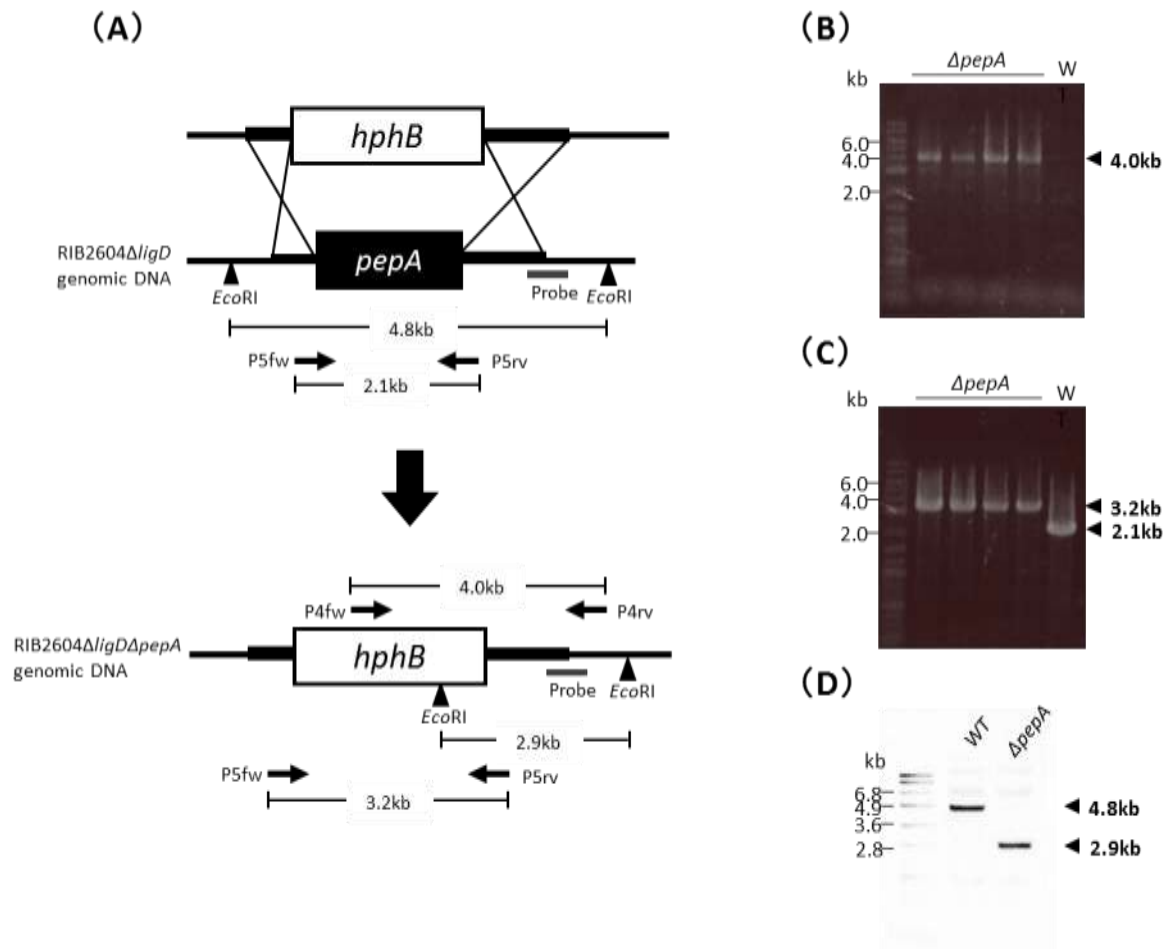 (A)
hphB
RIB2604ΔligD
genomic DNA
pepA
EcoRI
Probe
EcoRI
4.8kb
P5fw
P5rv
2.1kb
4.0kb
P4fw
P4rv
RIB2604ΔligDΔpepA
genomic DNA
hphB
Probe
EcoRI
EcoRI
2.9kb
P5fw
P5rv
3.2kb
(B)
ΔpepA
W
T
kb
6.0
4.0
2.0
4.0kb
(C)
ΔpepA
W
T
kb
6.0
4.0
2.0
3.2kb
2.1kb
(D)
WT
ΔpepA
kb
6.8
4.9
3.6
2.8
4.8kb
2.9kb